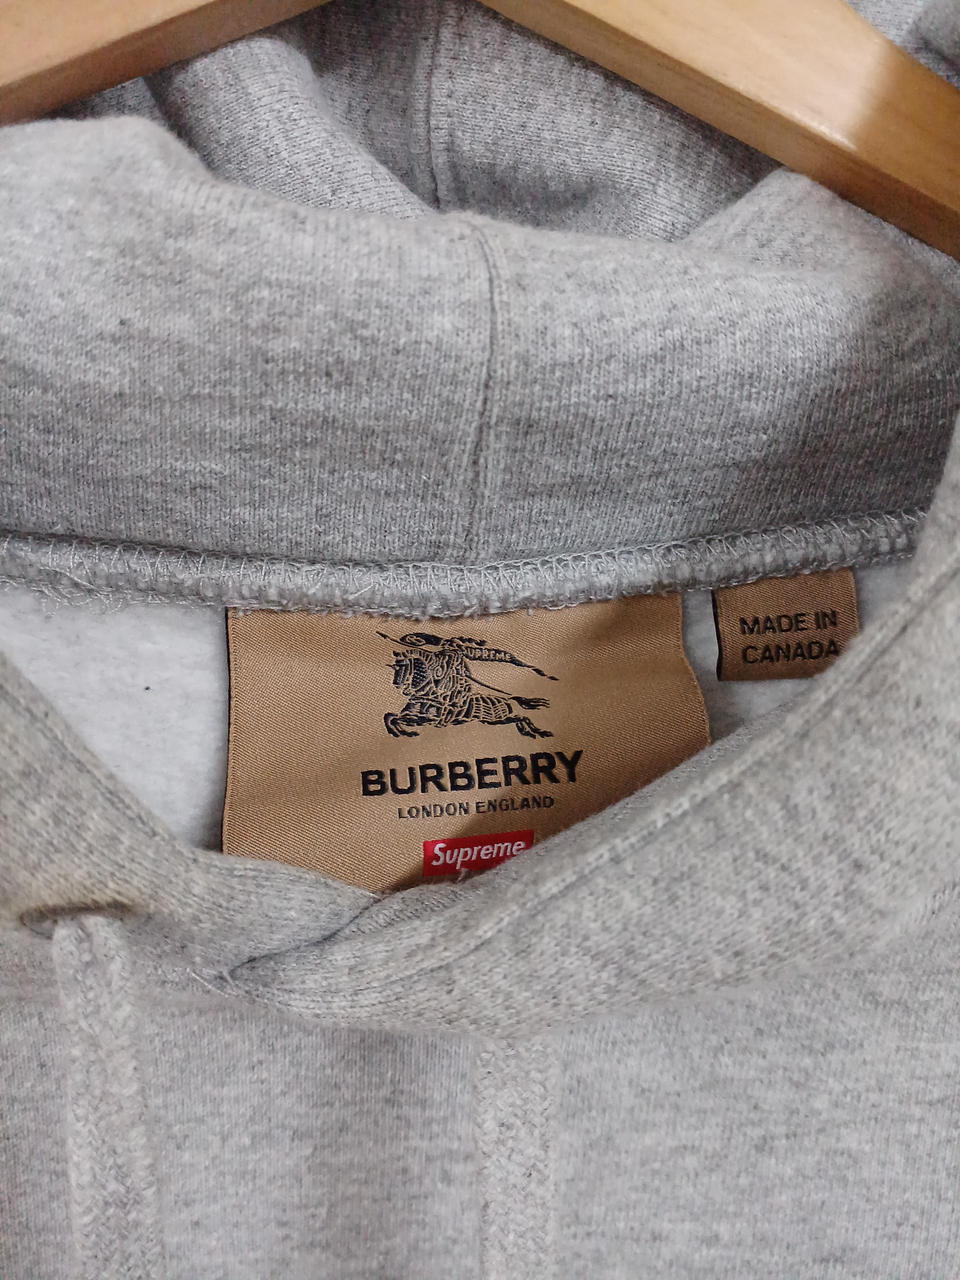 SUPREME
BURBERRY
LONDON ENGLAND
Supreme
MADE IN
CANADA